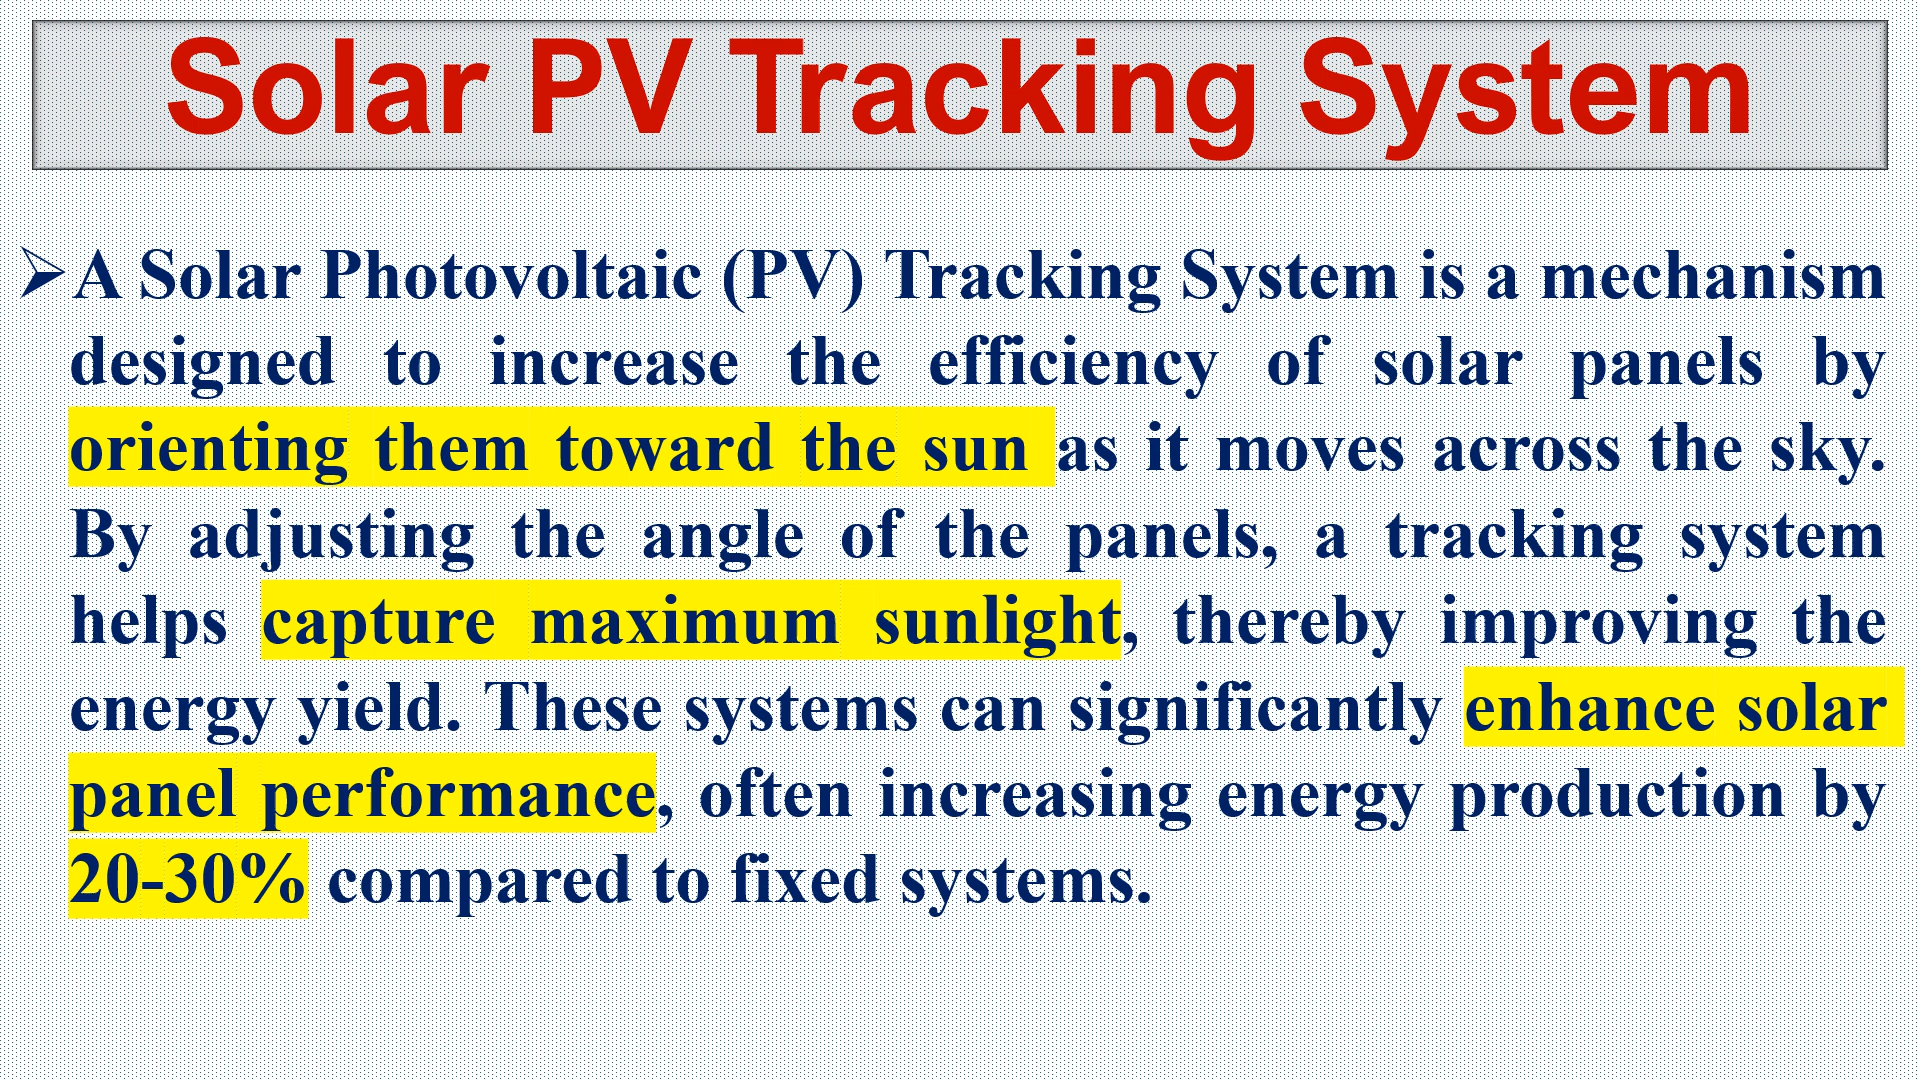 Solar PV Tracking System
➢A Solar Photovoltaic (PV) Tracking System is a mechanism
designed to increase the efficiency of solar panels by
orienting them toward the sun as it moves across the sky.
By adjusting the angle of the panels, a tracking system
helps capture maximum sunlight, thereby improving the
energy yield. These systems can significantly enhance solar
panel performance, often increasing energy production by
20-30% compared to fixed systems.